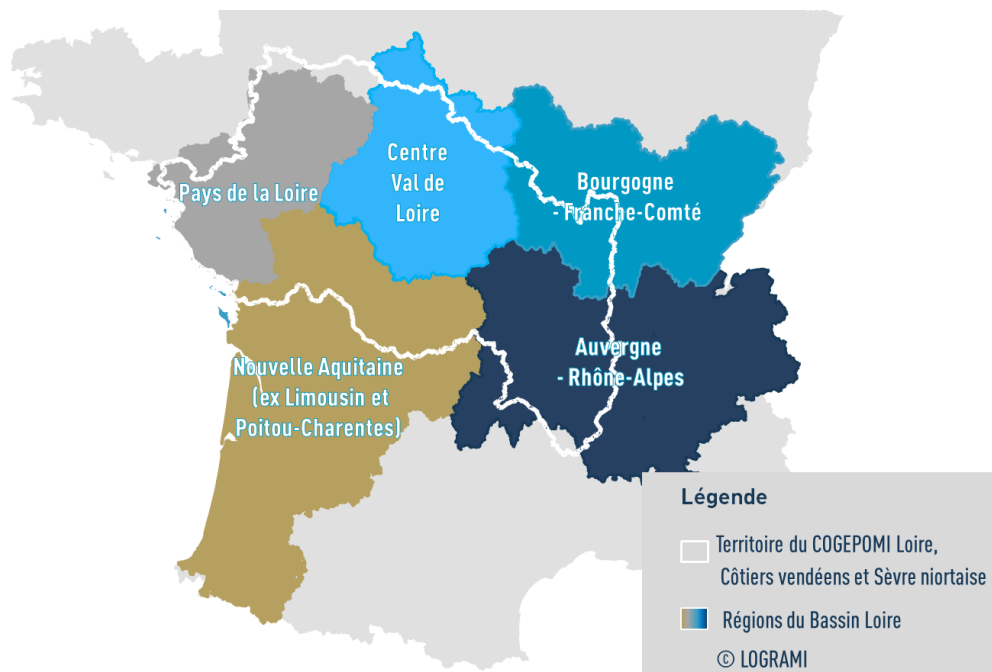 Centre
Val de
Loire
Pays de la Loire
Bourgogne
- Franche-Comté
Auvergne
- Rhône-Alpes
Nouvelle Aquitaine
(ex Limousin et
Poitou-Charentes)
Légende
Territoire du COGEPOMI Loire,
Côtiers vendéens et Sèvre niortaise
Régions du Bassin Loire
© LOGRAMI